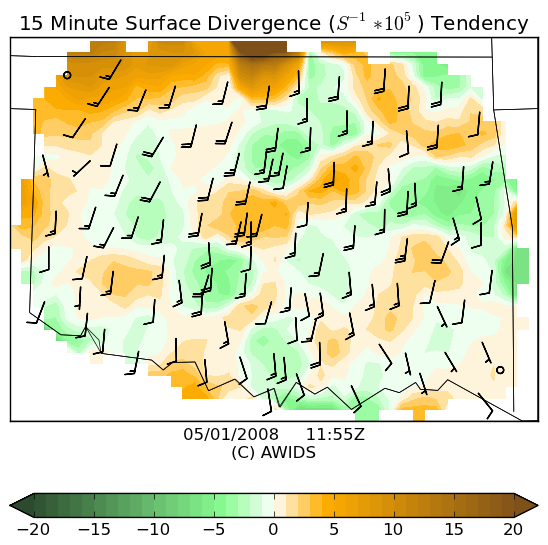 15 Minute Surface Divergence (S⁻¹ *10⁵ ) Tendency
05/01/2008 11:55Z
(C) AWIDS
−20 −15 −10 −5 0 5 10 15 20